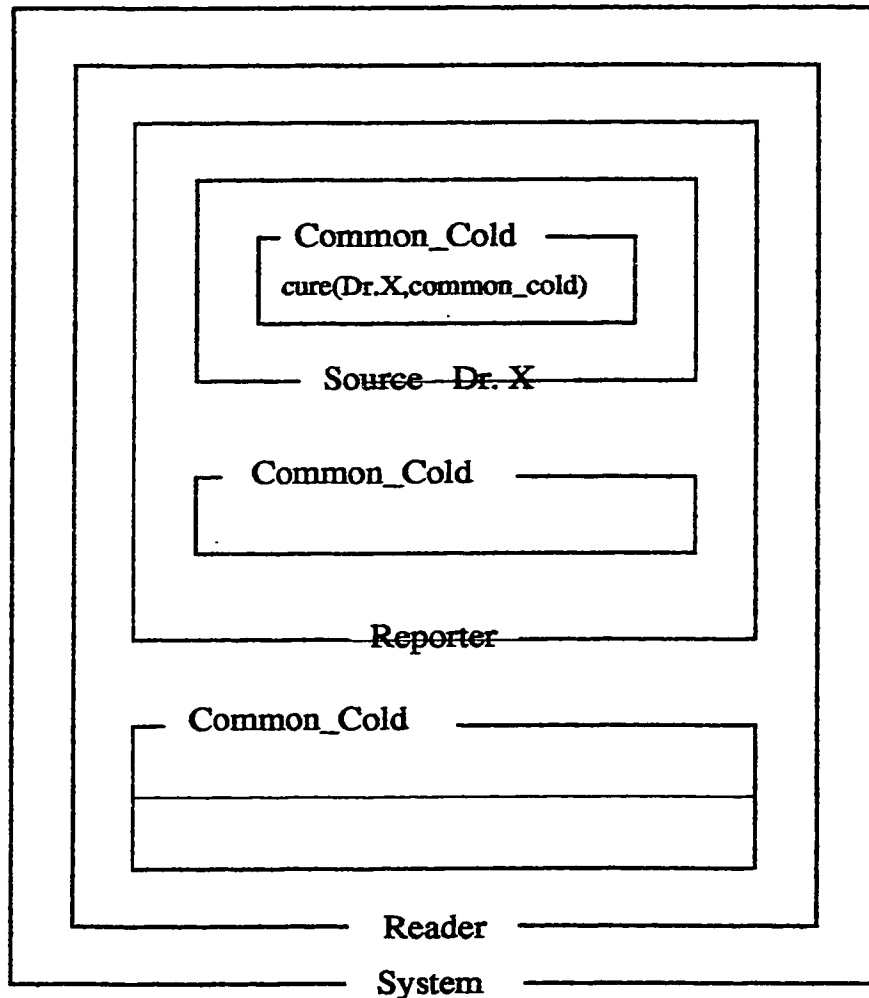 Common_Cold
cure(Dr.X,common_cold)
Source Dr. X
Common_Cold
Reporter
Common_Cold
Reader
System